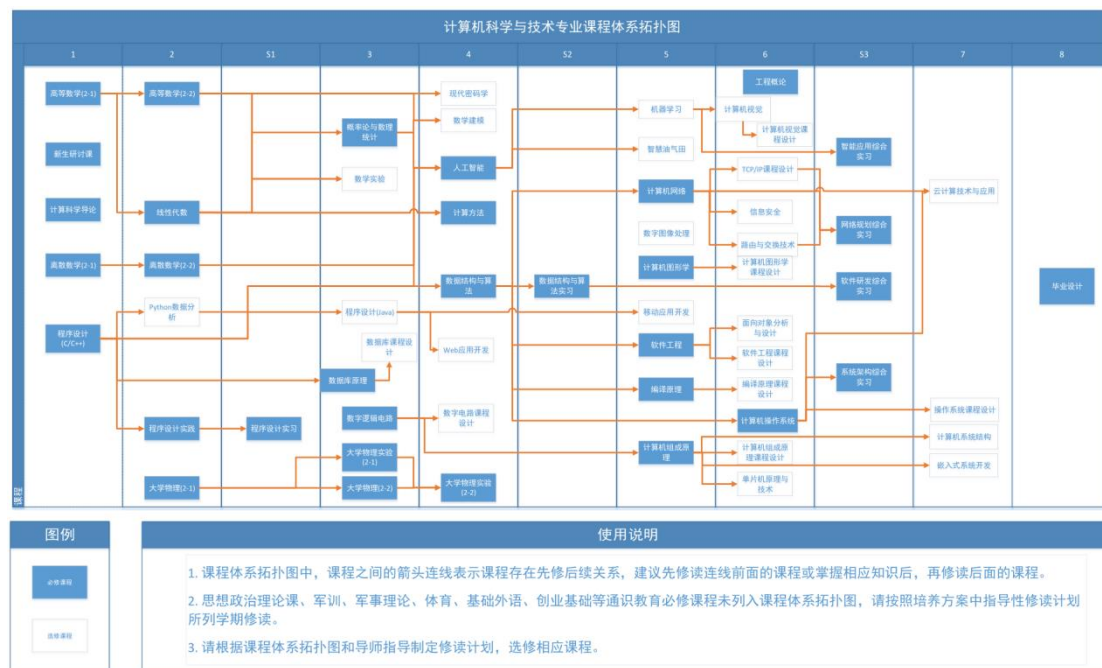 计算机科学与技术专业课程体系拓扑图
1
2
S1
3
4
S2
5
6
S3
7
8
课程
高等数学(2-1)
新生研讨课
计算科学导论
离散数学(2-1)
程序设计
(C/C++)
高等数学(2-2)
线性代数
离散数学(2-2)
Python数据分
析
程序设计实践
大学物理(2-1)
程序设计实习
概率论与数理
统计
数学实验
程序设计(Java)
数据库课程设
计
数据库原理
数字逻辑电路
大学物理实验
(2-1)
大学物理(2-2)
现代密码学
数学建模
人工智能
计算方法
数据结构与算
法
Web应用开发
数字电路课程
设计
大学物理实验
(2-2)
数据结构与算
法实习
机器学习
智慧油气田
计算机网络
数字图像处理
计算机图形学
移动应用开发
软件工程
编译原理
计算机组成原
理
工程概论
计算机视觉
计算机视觉课
程设计
TCP/IP课程设计
信息安全
路由与交换技术
计算机图形学
课程设计
面向对象分析
与设计
软件工程课程
设计
编译原理课程
设计
计算机操作系统
计算机组成原
理课程设计
单片机原理与
技术
智能应用综合
实习
网络规划综合
实习
软件研发综合
实习
系统架构综合
实习
云计算技术与应用
操作系统课程设计
计算机系统结构
嵌入式系统开发
毕业设计
图例
必修课程
选修课程
使用说明
1. 课程体系拓扑图中，课程之间的箭头连线表示课程存在先修后续关系，建议先修读连线前面的课程或掌握相应知识后，再修读后面的课程。
2. 思想政治理论课、军训、军事理论、体育、基础外语、创业基础等通识教育必修课程未列入课程体系拓扑图，请按照培养方案中指导性修读计划
所列学期修读。
3. 请根据课程体系拓扑图和导师指导制定修读计划，选修相应课程。